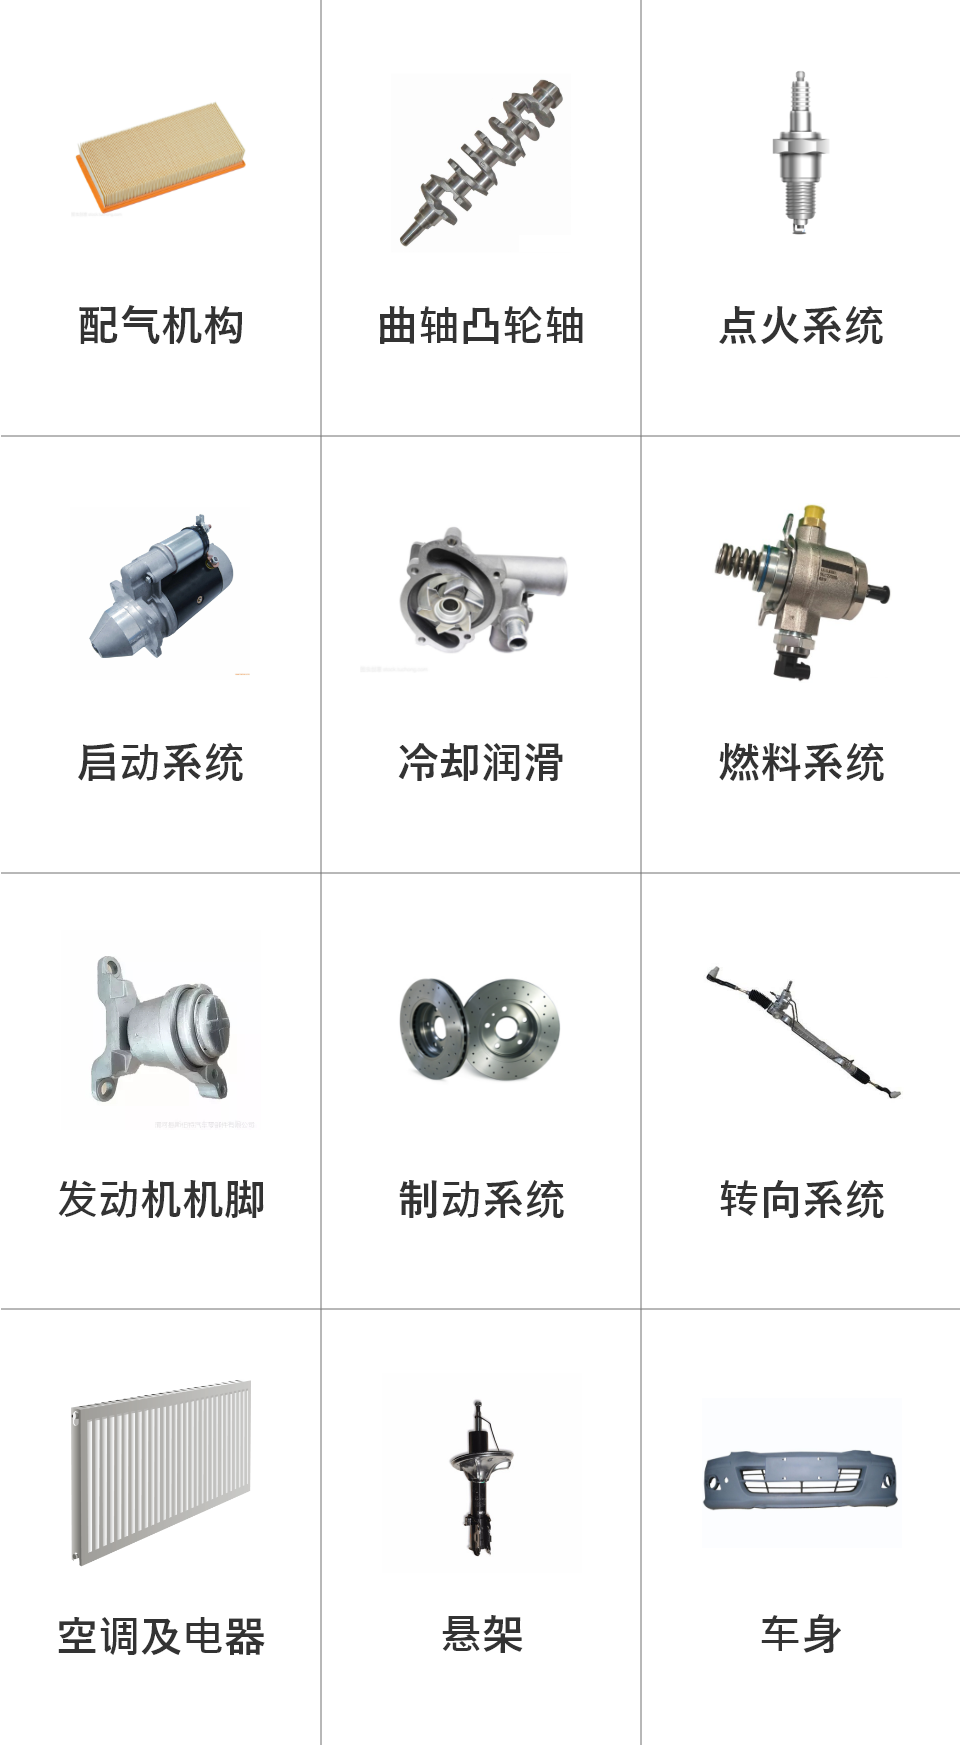 配气机构
曲轴凸轮轴
点火系统
启动系统
冷却润滑
燃料系统
发动机机脚
制动系统
转向系统
空调及电器
悬架
车身